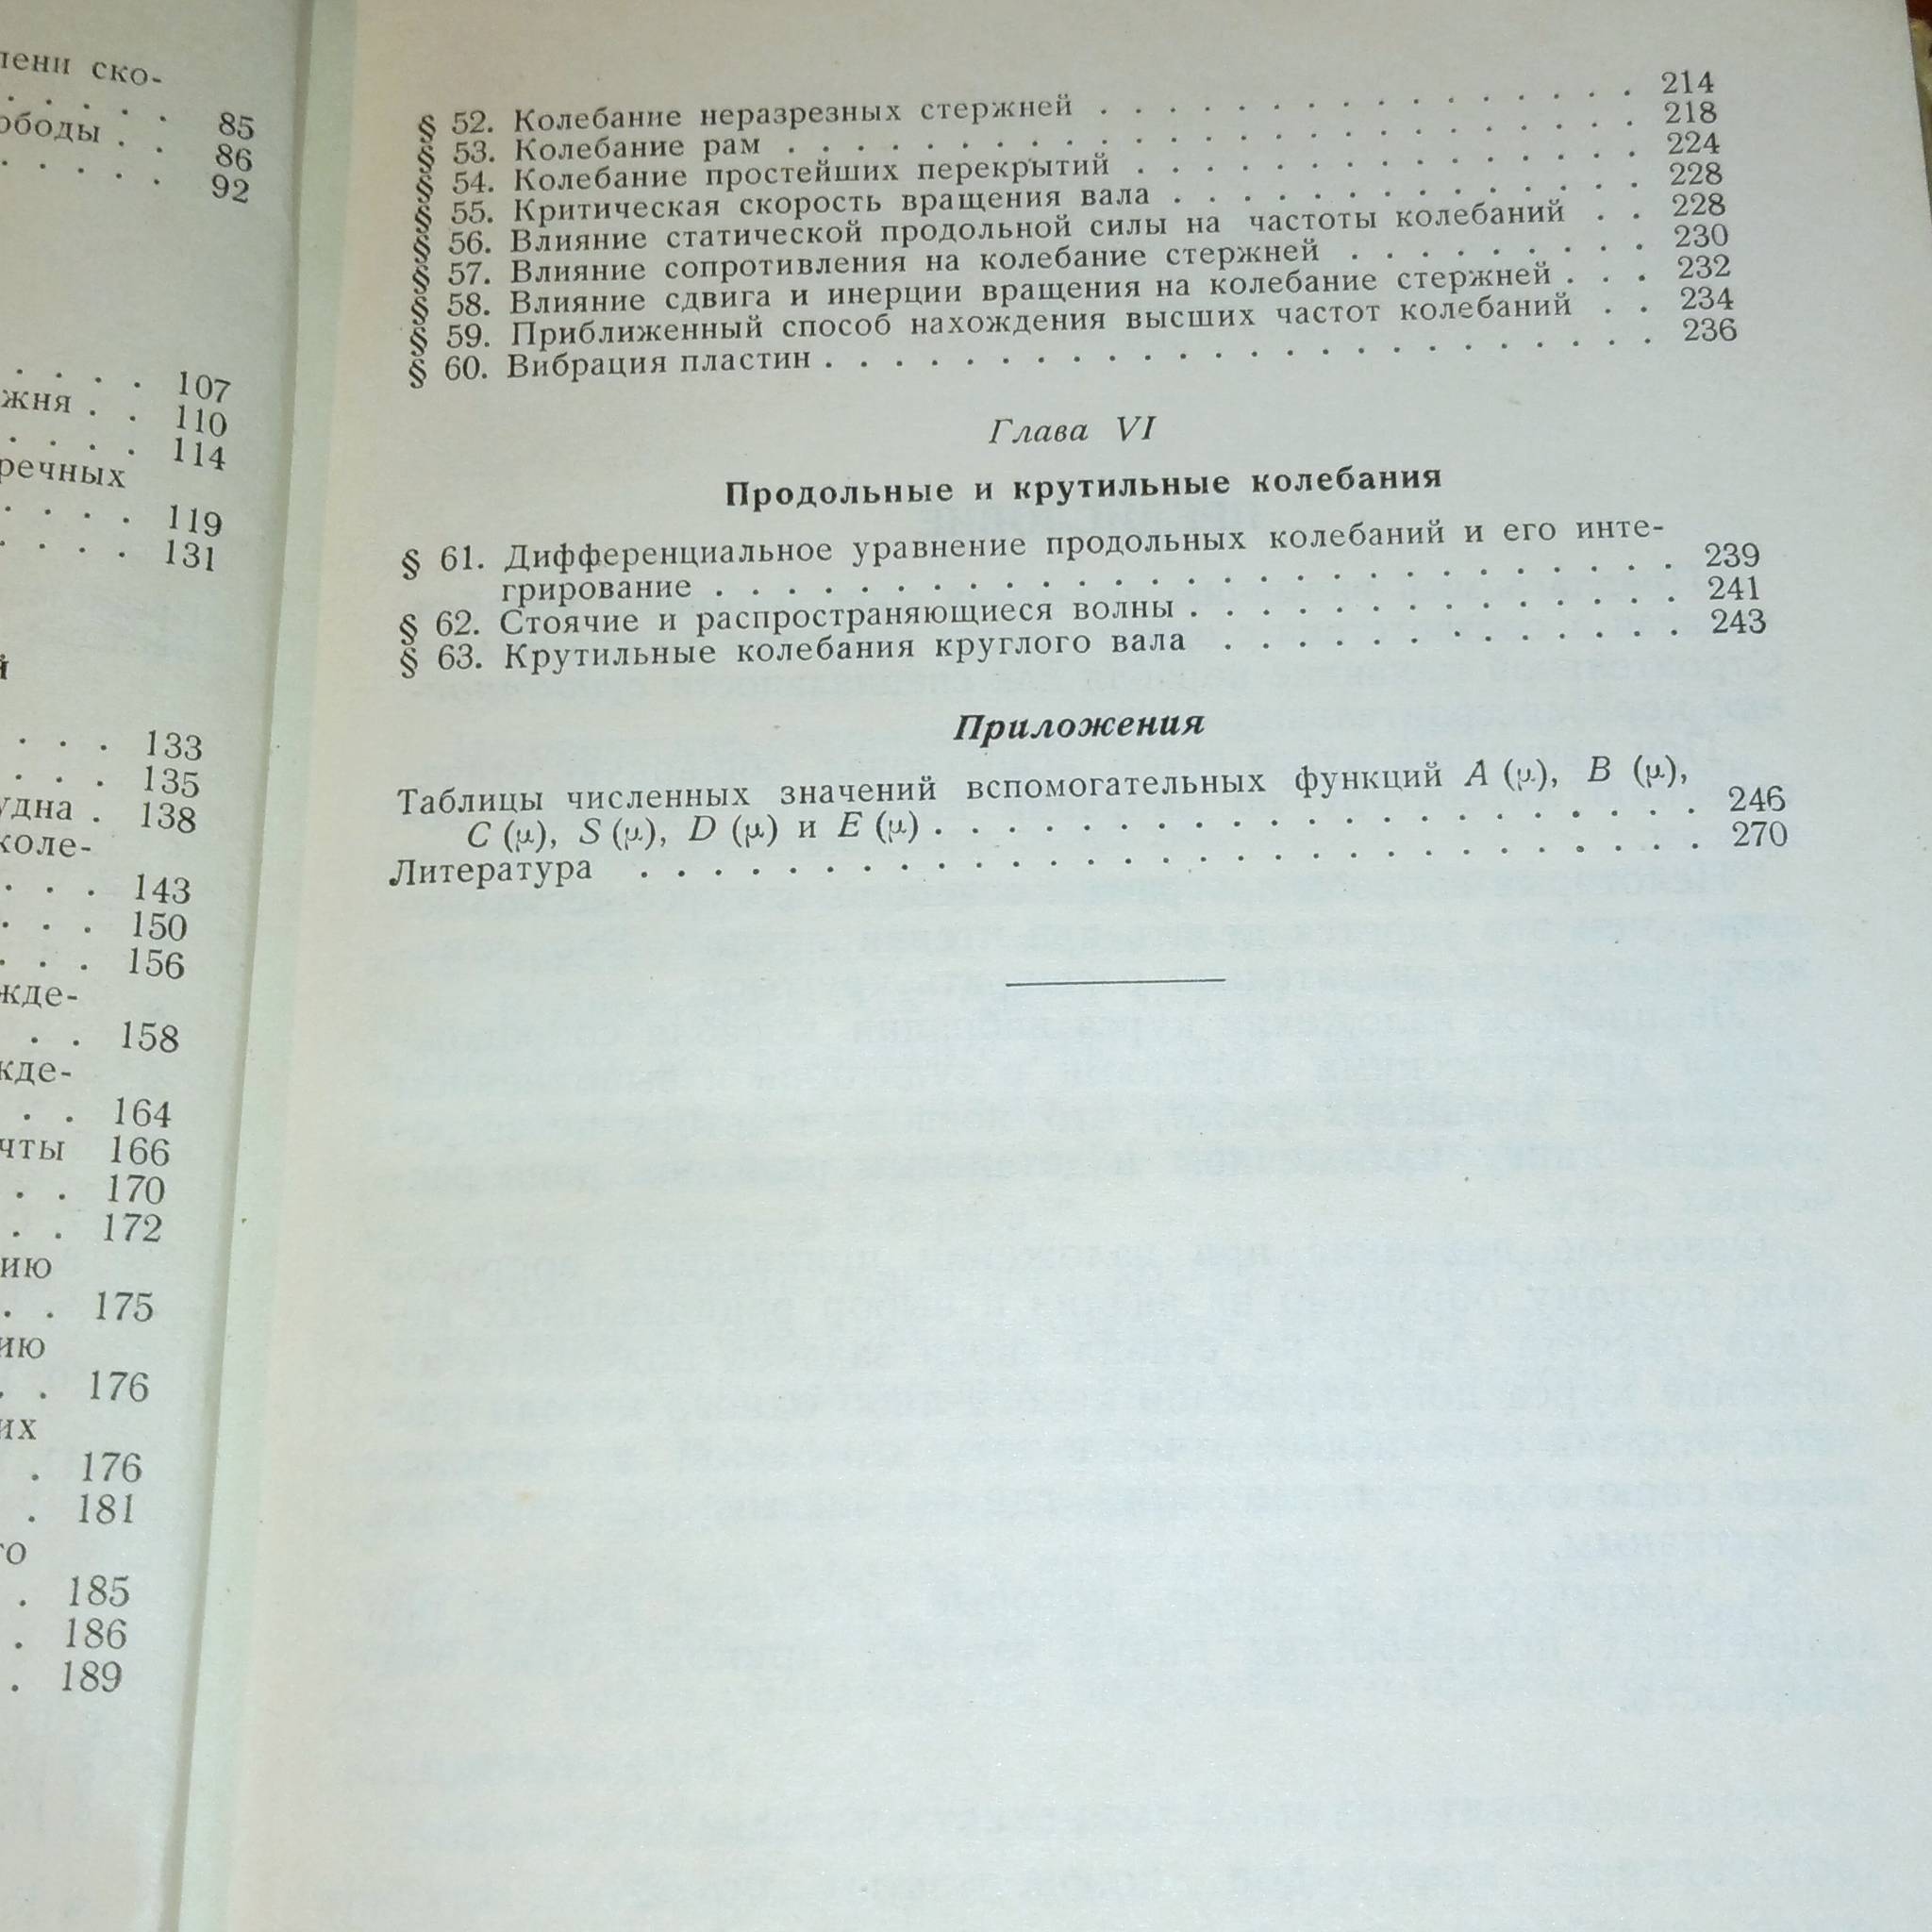 ско-
85
86
92
107
110
114
119
131
133
135
138
коле-
143
150
156
158
164
166
170
172
175
176
176
181
185
186
189
§ 52. Колебание неразрезных стержней . . . . . . . . . . . . . . . 214
§ 53. Колебание рам . . . . . . . . . . . . . . . . . . . . . . . . 218
§ 54. Колебание простейших перекрытий . . . . . . . . . . . . . . 224
§ 55. Критическая скорость вращения вала . . . . . . . . . . . . . 228
§ 56. Влияние статической продольной силы на частоты колебаний . . 228
§ 57. Влияние сопротивления на колебание стержней . . . . . . . . 230
§ 58. Влияние сдвига и инерции вращения на колебание стержней . . . 232
§ 59. Приближенный способ нахождения высших частот колебаний . . 234
§ 60. Вибрация пластин . . . . . . . . . . . . . . . . . . . . . . . 236
Глава VI
Продольные и крутильные колебания
§ 61. Дифференциальное уравнение продольных колебаний и его инте-
грирование . . . . . . . . . . . . . . . . . . . . . . . . . . . 239
§ 62. Стоячие и распространяющиеся волны . . . . . . . . . . . . . . 241
§ 63. Крутильные колебания круглого вала . . . . . . . . . . . . . 243
Приложения
Таблицы численных значений вспомогательных функций A (μ), B (μ),
C (μ), S (μ), D (μ) и E (μ) . . . . . . . . . . . . . . . . . . . . . 246
Литература . . . . . . . . . . . . . . . . . . . . . . . . . . . . . 270